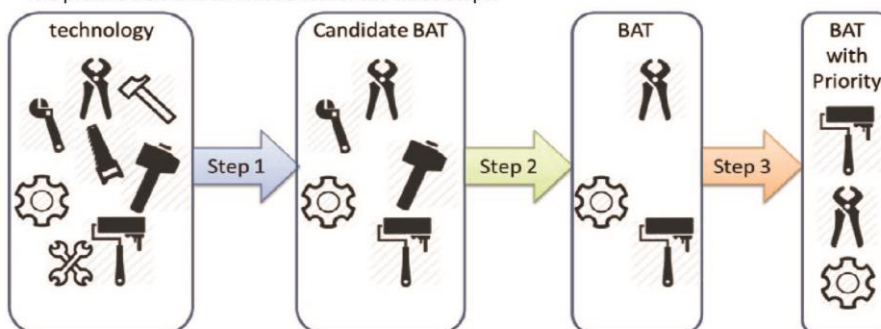 technology
Candidate BAT
BAT
BAT
with
Priority
Step 1
Step 2
Step 3